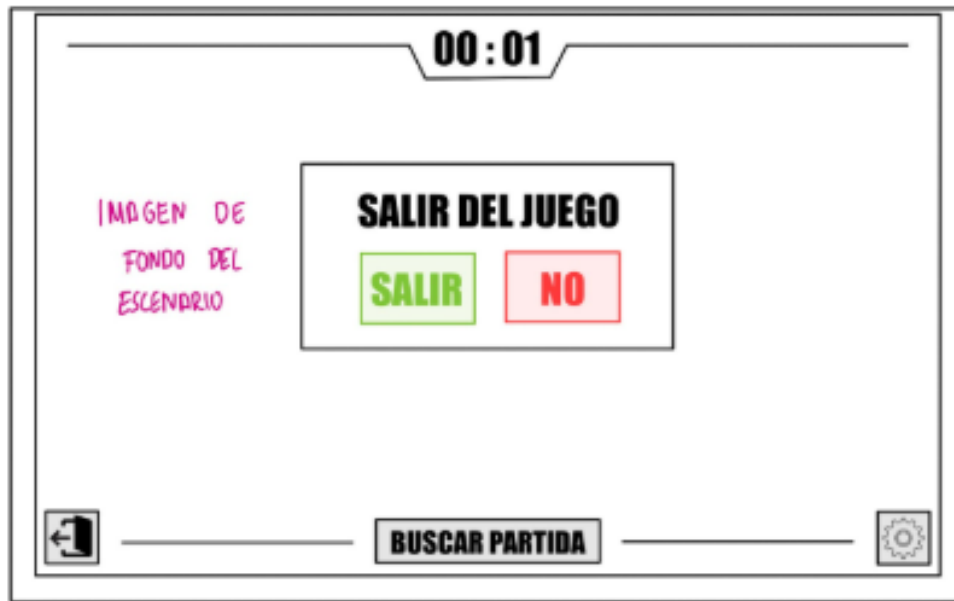 00 : 01
IMAGEN DE
FONDO DEL
ESCENARIO
SALIR DEL JUEGO
SALIR NO
BUSCAR PARTIDA